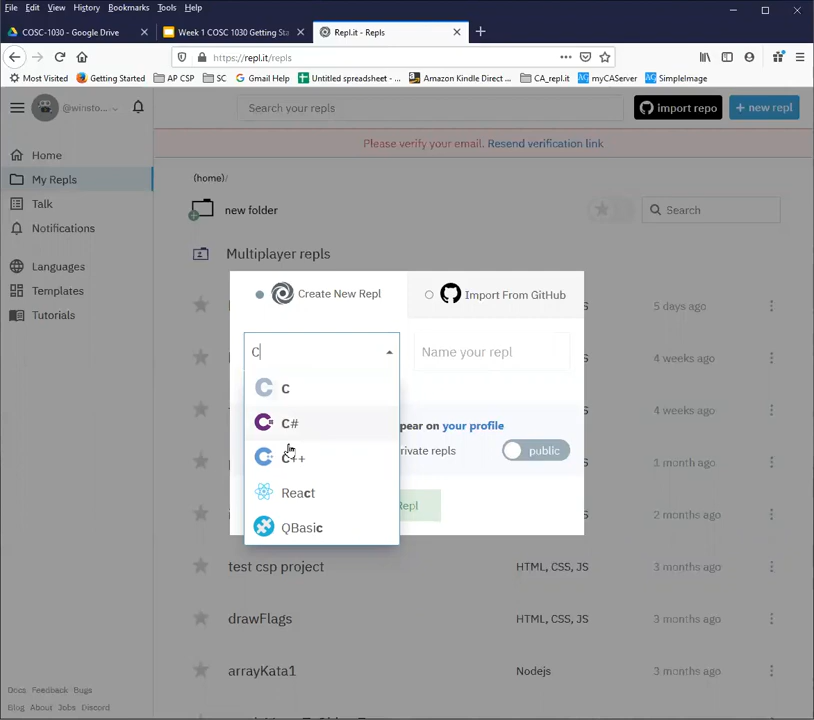 File Edit View History Bookmarks Tools Help
COSC-1030 - Google Drive
Week 1 COSC 1030 Getting Sta
Repl.it - Repls
https://repl.it/repls
Most Visited Getting Started AP CSP SC Gmail Help Untitled spreadsheet -... Amazon Kindle Direct ... CA_repl.it myCAServer SimpleImage
@winsto...
Search your repls
import repo
+ new repl
Please verify your email. Resend verification link
Home
My Repls
Talk
Notifications
Languages
Templates
Tutorials
(home)/
new folder
Search
Multiplayer repls
Create New Repl
Import From GitHub
C
Name your repl
C
C#
C++
React
QBasic
pear on your profile
rivate repls
public
Repl
5 days ago
4 weeks ago
4 weeks ago
1 month ago
2 months ago
test csp project HTML, CSS, JS 3 months ago
drawFlags HTML, CSS, JS 3 months ago
arrayKata1 Nodejs 3 months ago
Docs Feedback Bugs
Blog About Jobs Discord